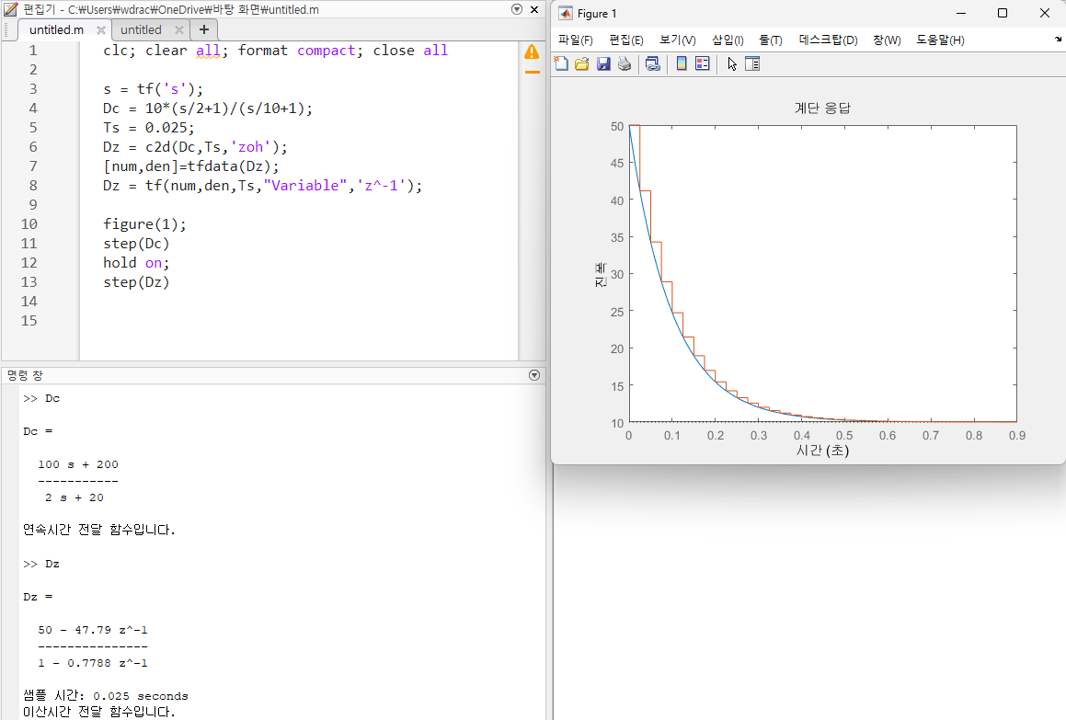 편집기 - C:₩Users₩wdrac₩OneDrive₩바탕 화면₩untitled.m
untitled.m
untitled
1 clc; clear all; format compact; close all
2
3 s = tf('s');
4 Dc = 10*(s/2+1)/(s/10+1);
5 Ts = 0.025;
6 Dz = c2d(Dc,Ts,'zoh');
7 [num,den]=tfdata(Dz);
8 Dz = tf(num,den,Ts,"Variable",'z^-1');
9
10 figure(1);
11 step(Dc)
12 hold on;
13 step(Dz)
14
15
명령 창
>> Dc
Dc =
100 s + 200
-----------
2 s + 20
연속시간 전달 함수입니다.
>> Dz
Dz =
50 - 47.79 z^-1
---------------
1 - 0.7788 z^-1
샘플 시간: 0.025 seconds
이산시간 전달 함수입니다.
Figure 1
파일(F) 편집(E) 보기(V) 삽입(I) 툴(T) 데스크탑(D) 창(W) 도움말(H)
계단 응답
50
45
40
35
30
25
20
15
10
진폭
0 0.1 0.2 0.3 0.4 0.5 0.6 0.7 0.8 0.9
시간 (초)